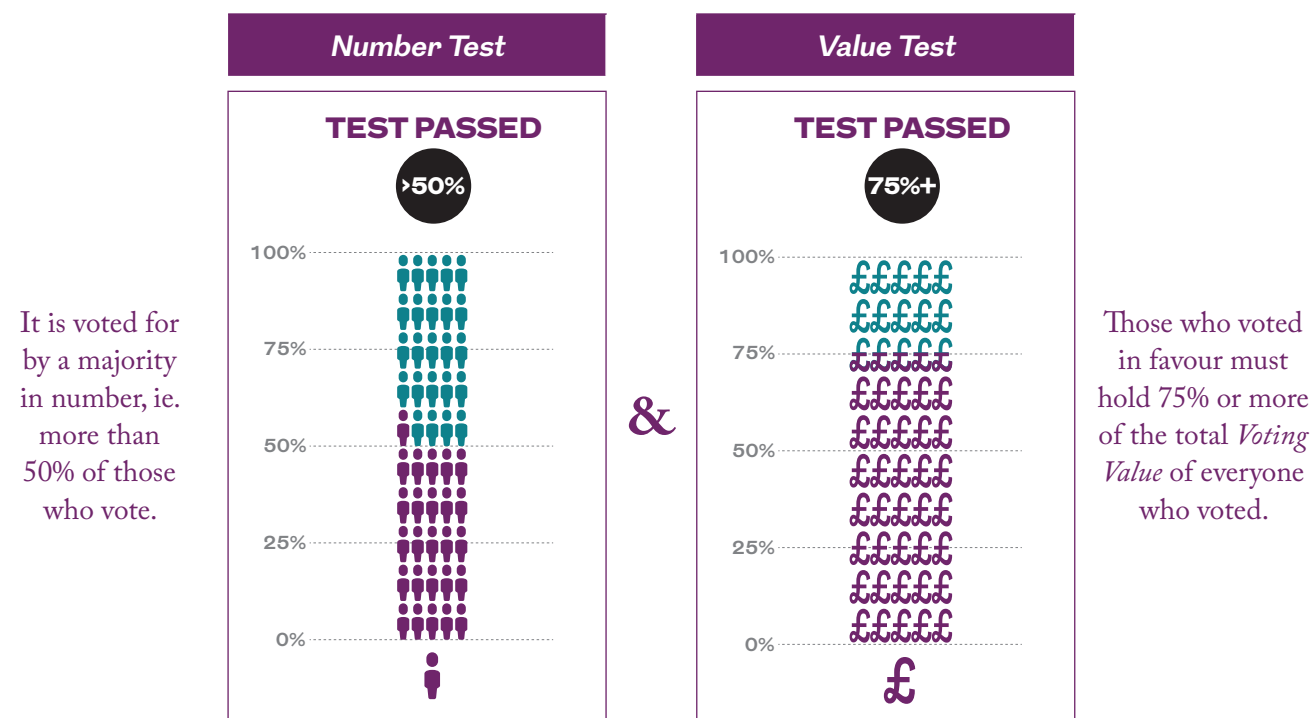 Number Test
TEST PASSED
>50%
100%
75%
50%
25%
0%
It is voted for
by a majority
in number, ie.
more than
50% of those
who vote.
&
Value Test
TEST PASSED
75%+
100%
75%
50%
25%
0%
£££££
£££££
£££££
£££££
£££££
£££££
£££££
£££££
£££££
£££££
£
Those who voted
in favour must
hold 75% or more
of the total Voting
Value of everyone
who voted.